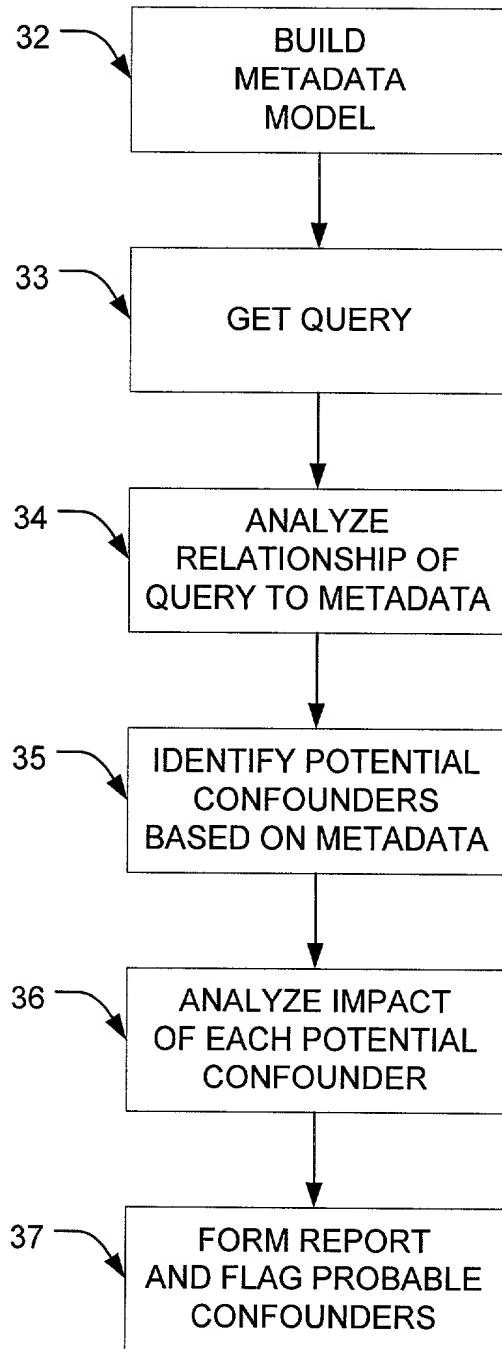 32
BUILD
METADATA
MODEL
33
GET QUERY
34
ANALYZE
RELATIONSHIP OF
QUERY TO METADATA
35
IDENTIFY POTENTIAL
CONFOUNDERS
BASED ON METADATA
36
ANALYZE IMPACT
OF EACH POTENTIAL
CONFOUNDER
37
FORM REPORT
AND FLAG PROBABLE
CONFOUNDERS